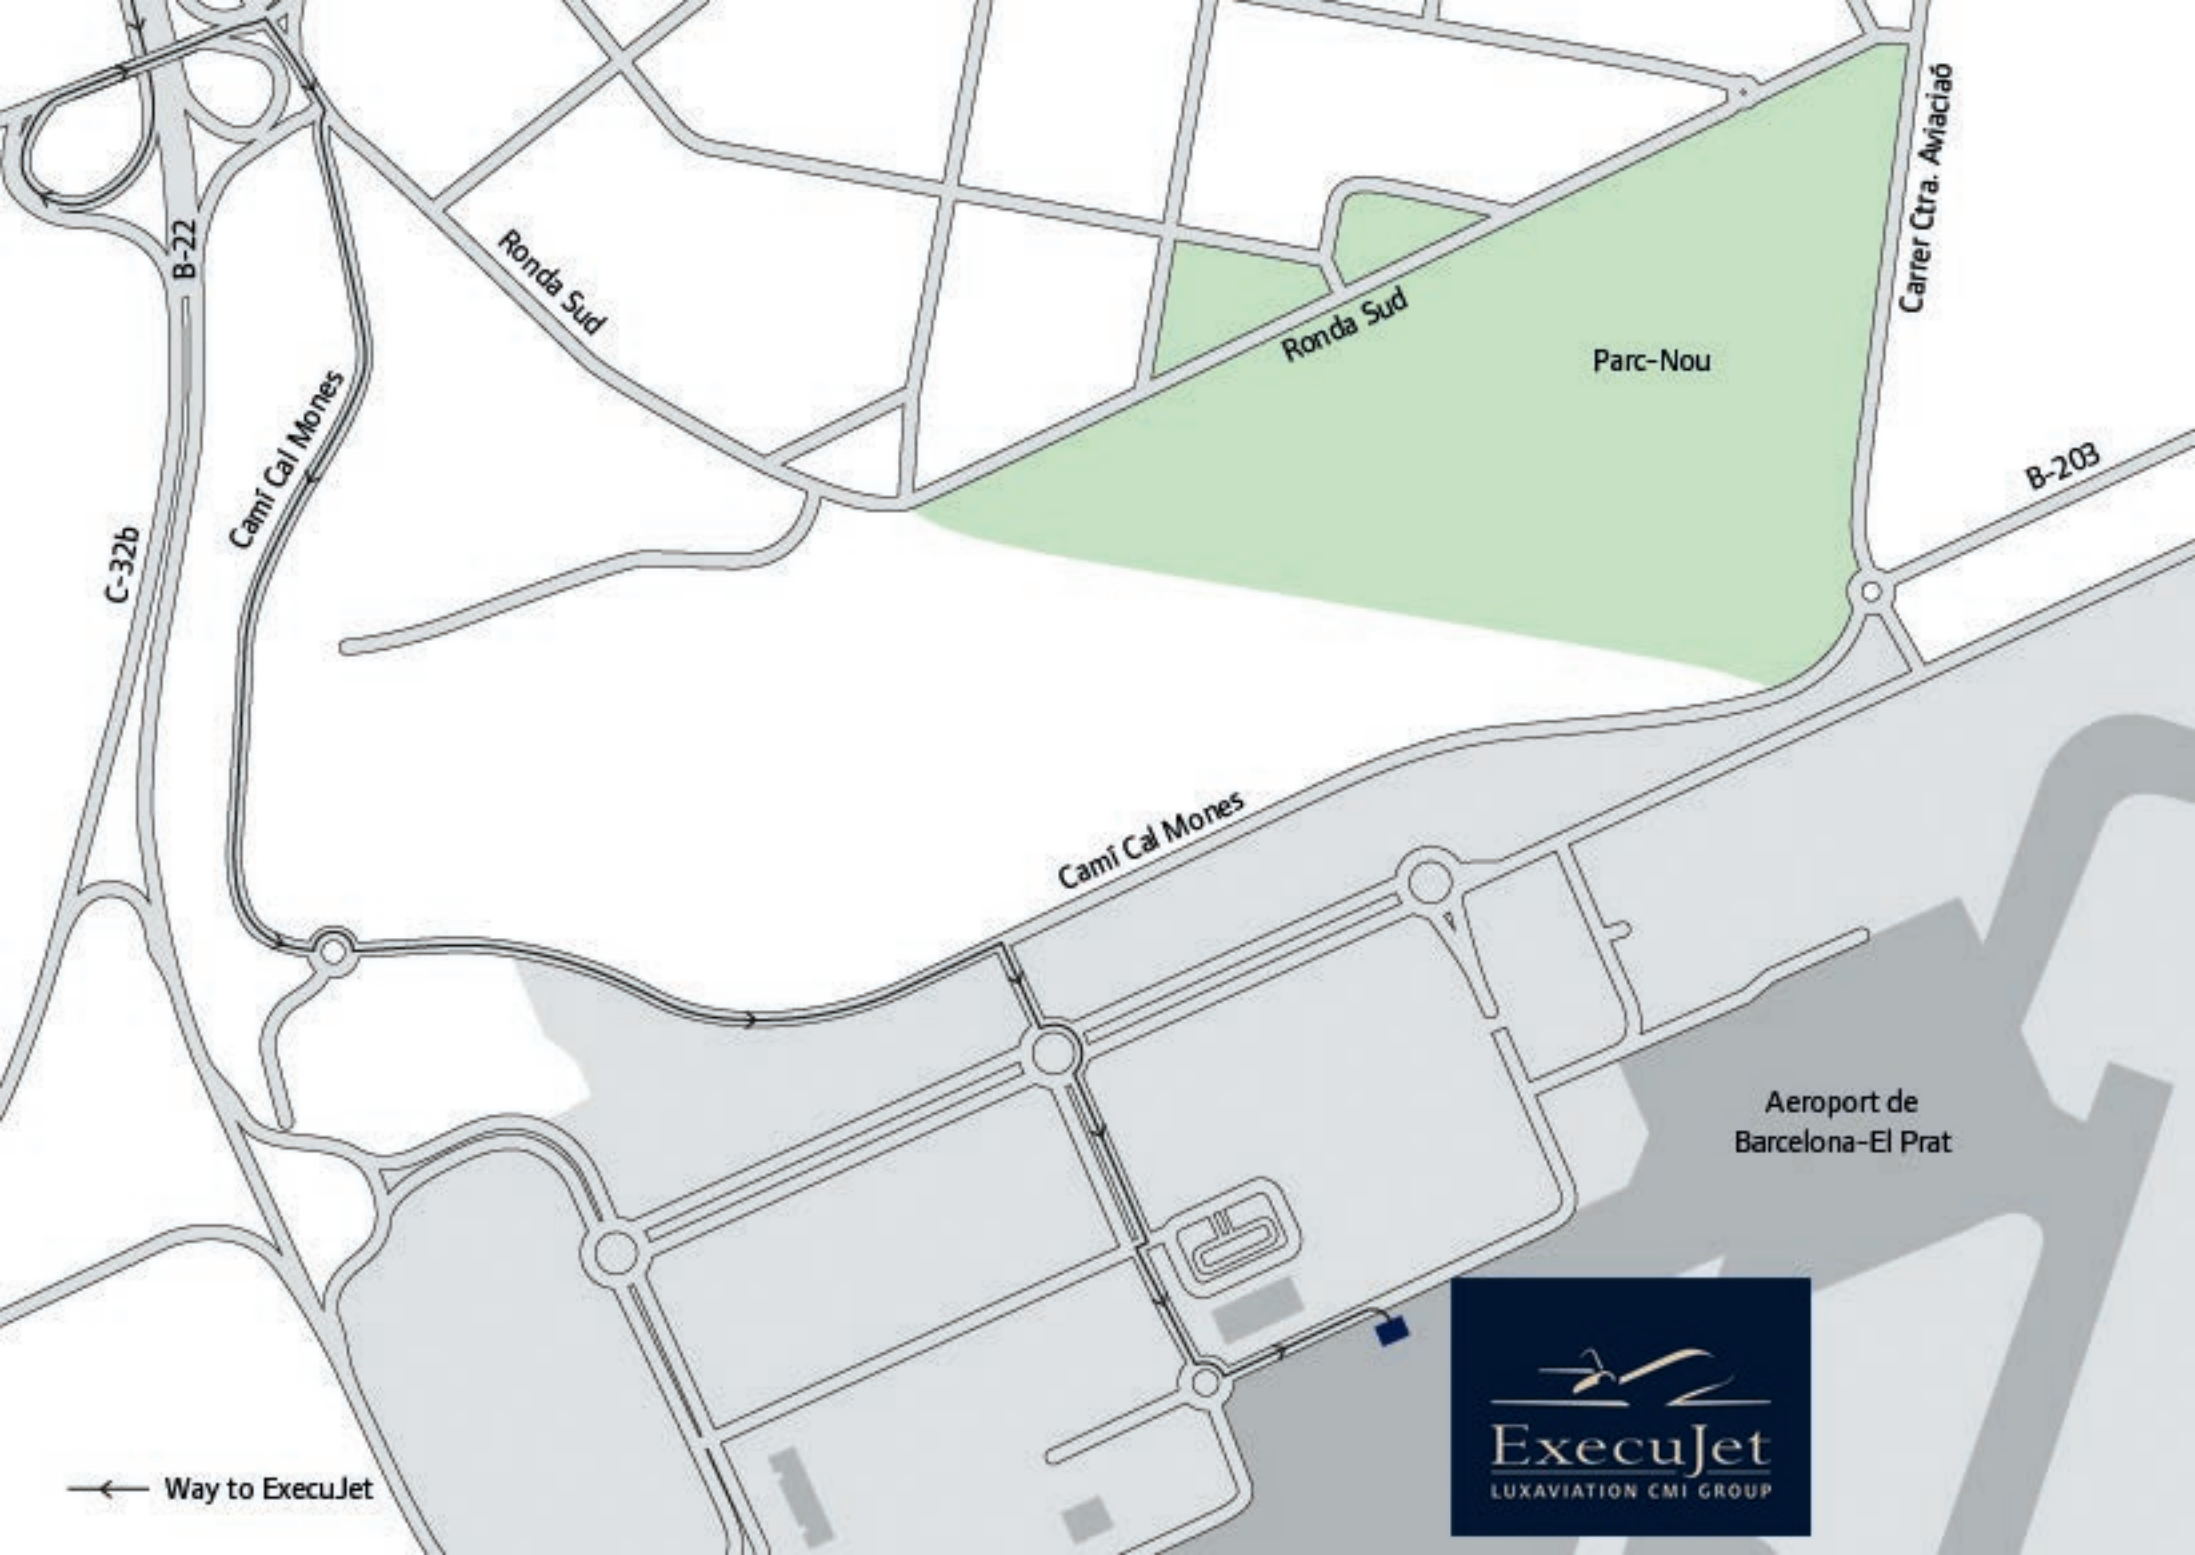 Carrer Ctra. Aviciaó
B-22
Ronda Sud
Ronda Sud
Parc-Nou
Camí Cal Mones
B-203
C-32b
Camí Cal Mones
Aeroport de
Barcelona-El Prat
ExecuJet
LUXAVIATION CMI GROUP
Way to ExecuJet